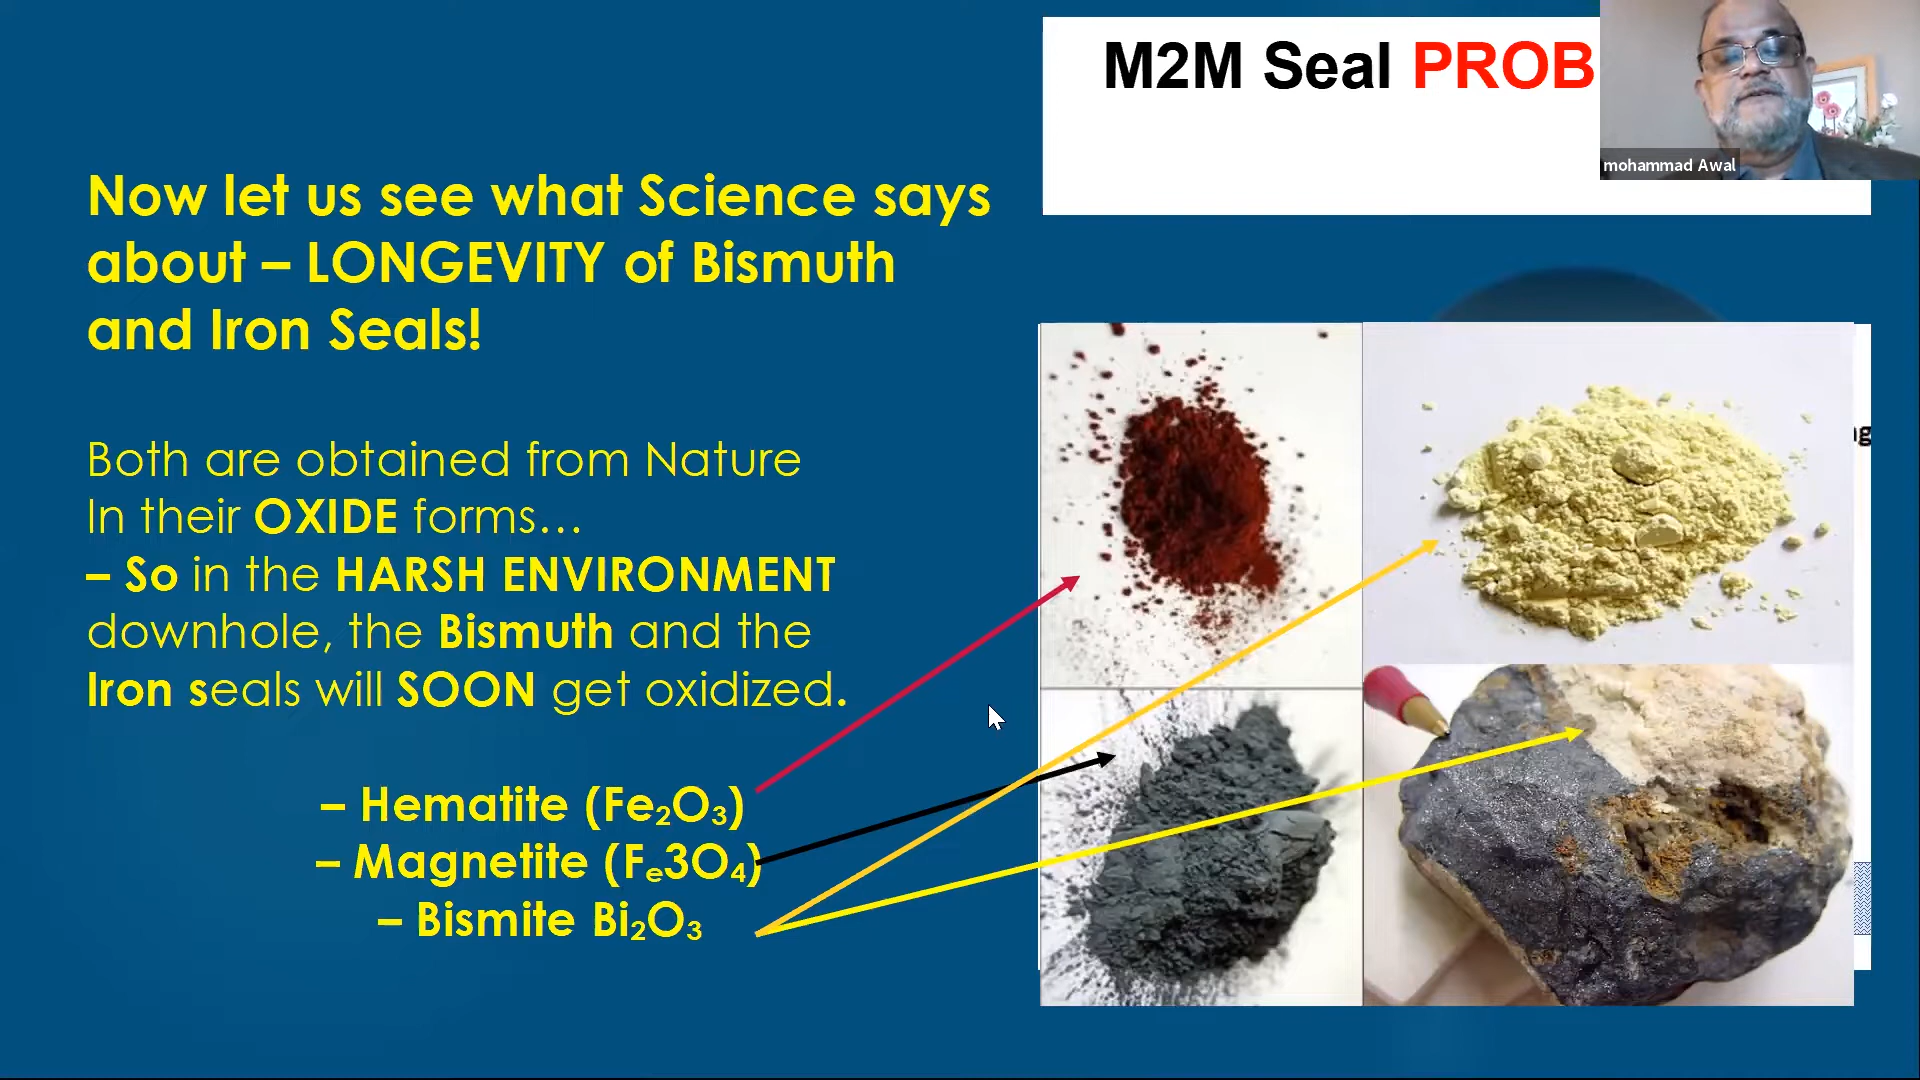 M2M Seal PROB
mohammad Awal
Now let us see what Science says
about – LONGEVITY of Bismuth
and Iron Seals!
Both are obtained from Nature
In their OXIDE forms…
– So in the HARSH ENVIRONMENT
downhole, the Bismuth and the
Iron seals will SOON get oxidized.
– Hematite (Fe₂O₃)
– Magnetite (Fₑ3O₄)
– Bismite Bi₂O₃